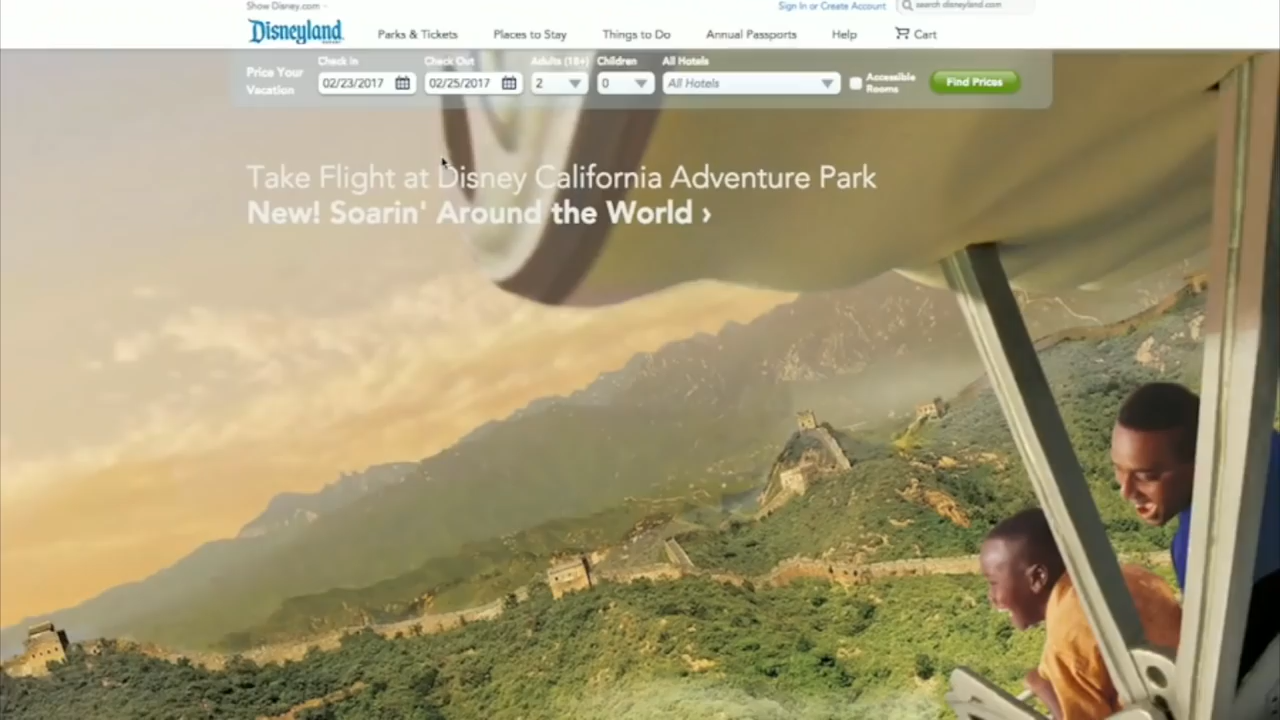 Show Disney.com
Sign In or Create Account
search disneyland.com
Disneyland
Parks & Tickets
Places to Stay
Things to Do
Annual Passports
Help
Cart
Price Your Vacation
Check In
Check Out
Adults (18+)
Children
All Hotels
02/23/2017
02/25/2017
2
0
All Hotels
Accessible Rooms
Find Prices
Take Flight at Disney California Adventure Park
New! Soarin' Around the World ›